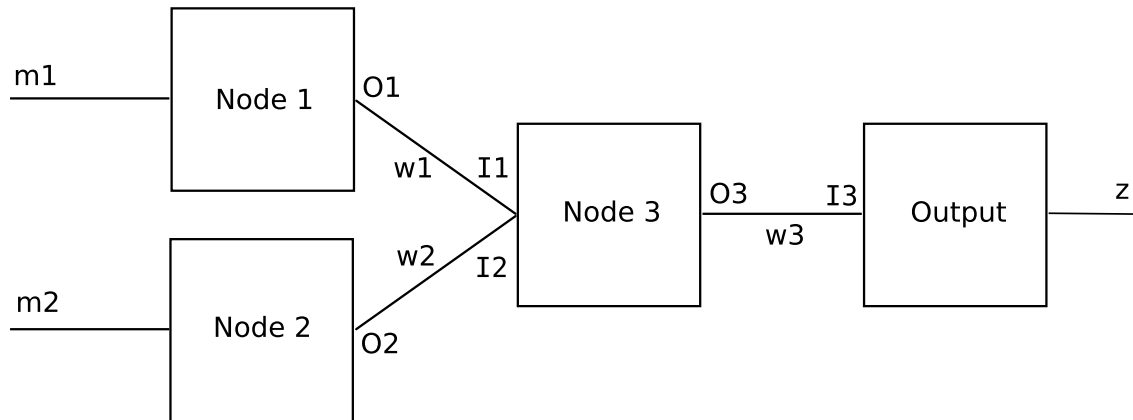 m1
Node 1
O1
w1
I1
m2
Node 2
O2
w2
I2
Node 3
O3
w3
I3
Output
z